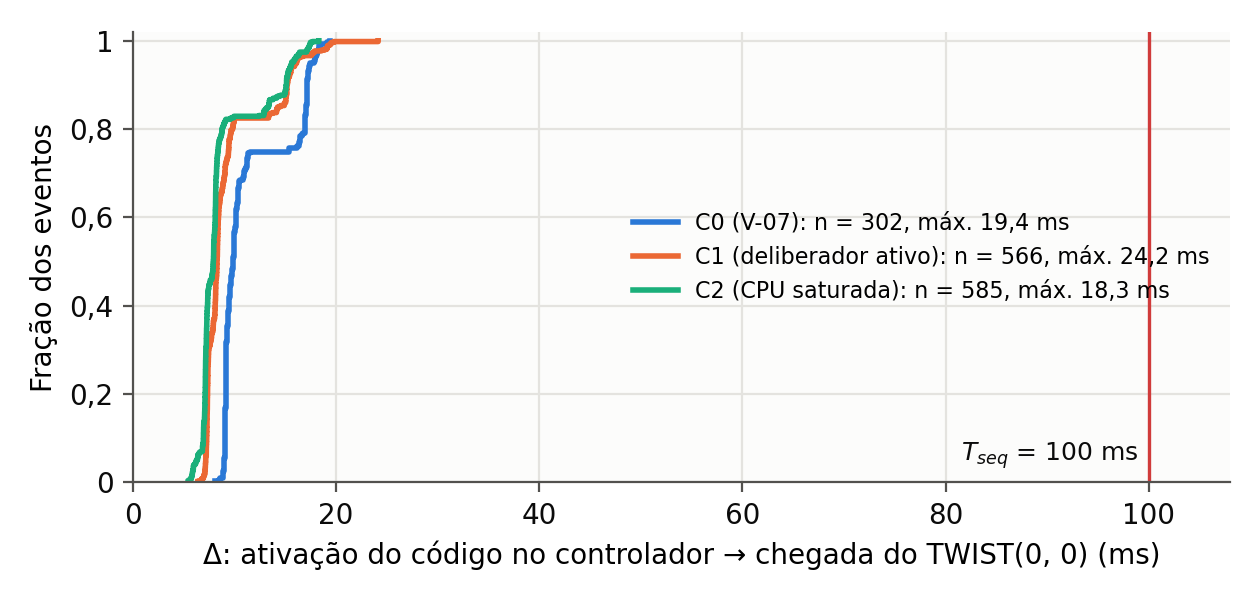 1
0,8
0,6
0,4
0,2
0
Fração dos eventos
C0 (V-07): n = 302, máx. 19,4 ms
C1 (deliberador ativo): n = 566, máx. 24,2 ms
C2 (CPU saturada): n = 585, máx. 18,3 ms
T_seq = 100 ms
0 20 40 60 80 100
Δ: ativação do código no controlador → chegada do TWIST(0, 0) (ms)